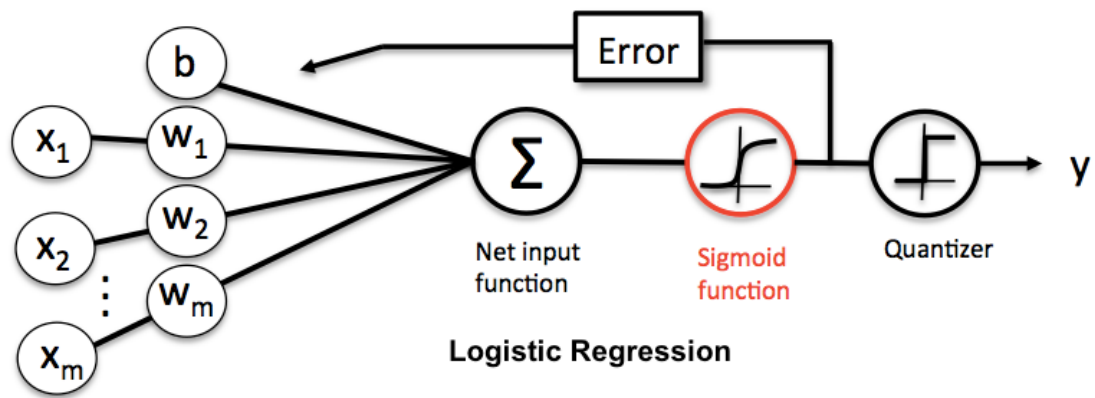 Error
b
x₁
w₁
x₂
w₂
⋮
wₘ
xₘ
Σ
y
Net input
function
Sigmoid
function
Quantizer
Logistic Regression